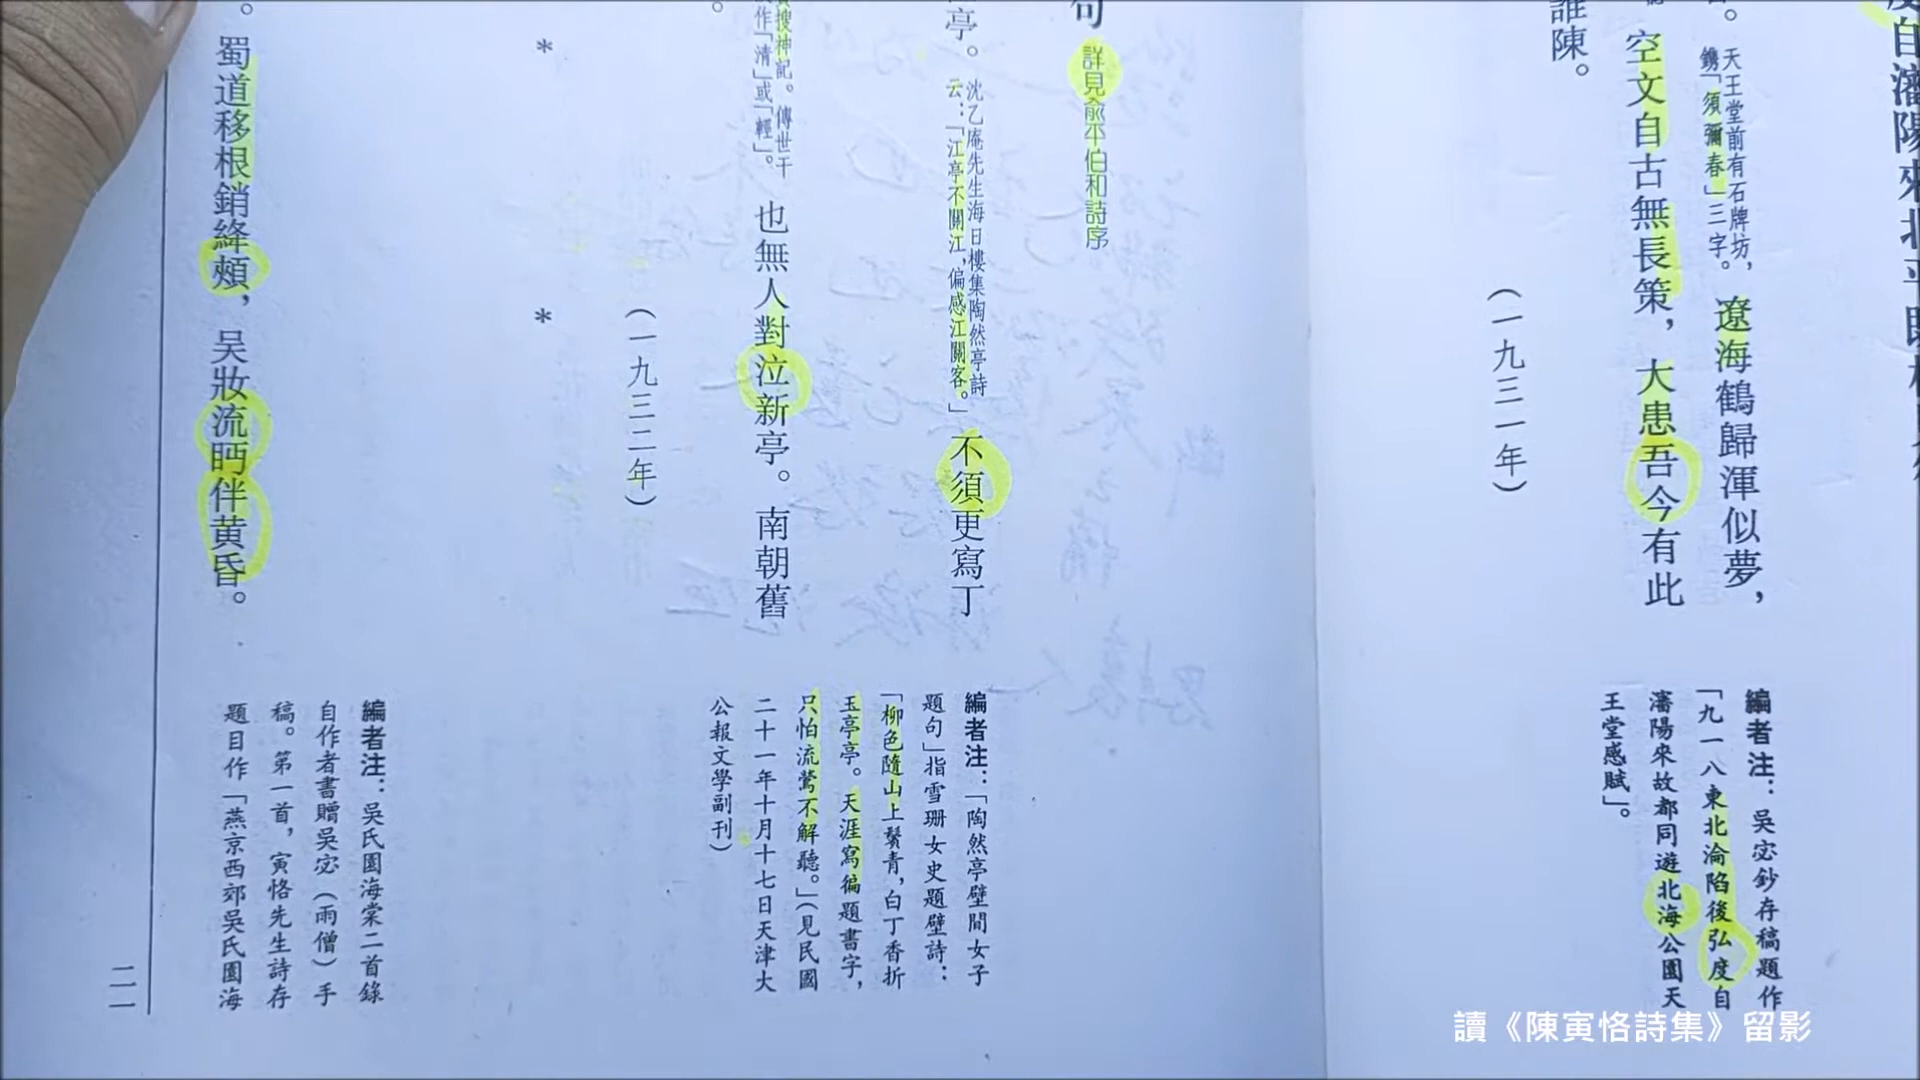 自瀋陽來北平
天王堂前有石牌坊,
鐫「須彌春」三字。
遼海鶴歸渾似夢,
空文自古無長策,大患吾今有此
誰陳。
(一九三一年)
編者注:吳宓鈔存稿題作
「九一八東北淪陷後弘度自
瀋陽來故都同遊北海公園天
王堂感賦」。
句
詳見俞平伯和詩序
亭。
沈乙庵先生海日樓集陶然亭詩
云:「江亭不關江,偏感江關客。」
不須更寫丁
搜神記。傳世干
作「清」或「輕」。
也無人對泣新亭。南朝舊
(一九三二年)
編者注:「陶然亭壁間女子
題句」指雪珊女史題壁詩:
「柳色隨山上鬢青,白丁香折
玉亭亭。天涯寫徧題書字,
只怕流鶯不解聽。」(見民國
二十一年十月十七日天津大
公報文學副刊)
* *
。蜀道移根銷絳頰,吳妝流眄伴黃昏。
編者注:吳氏園海棠二首錄
自作者書贈吳宓(雨僧)手
稿。第一首,寅恪先生詩存
題目作「燕京西郊吳氏園海
二一
讀《陳寅恪詩集》留影